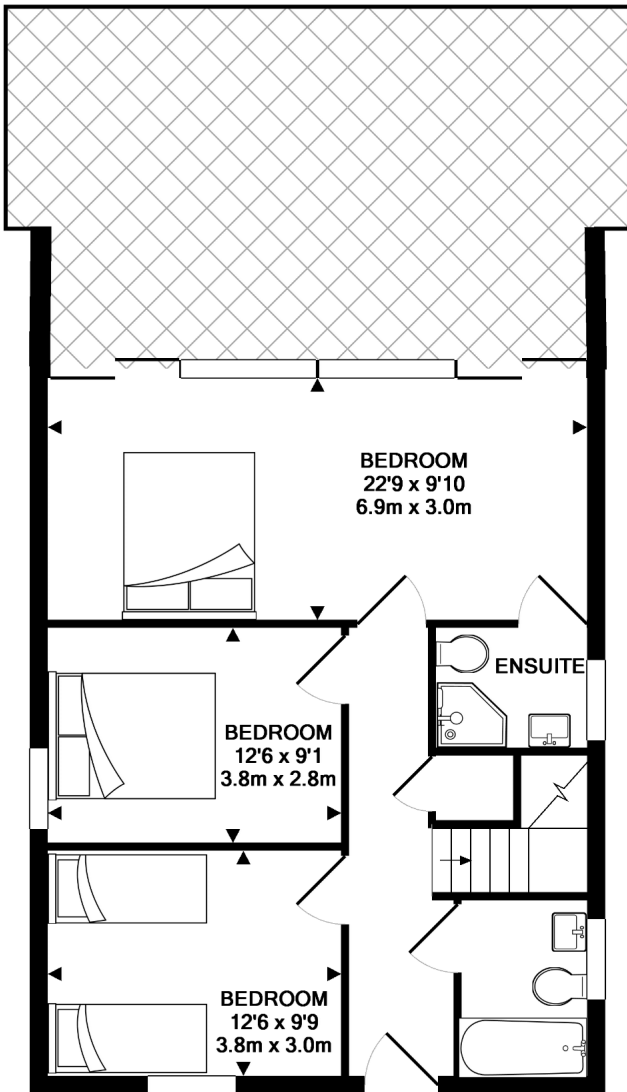 BEDROOM
22'9 x 9'10
6.9m x 3.0m
ENSUITE
BEDROOM
12'6 x 9'1
3.8m x 2.8m
BEDROOM
12'6 x 9'9
3.8m x 3.0m